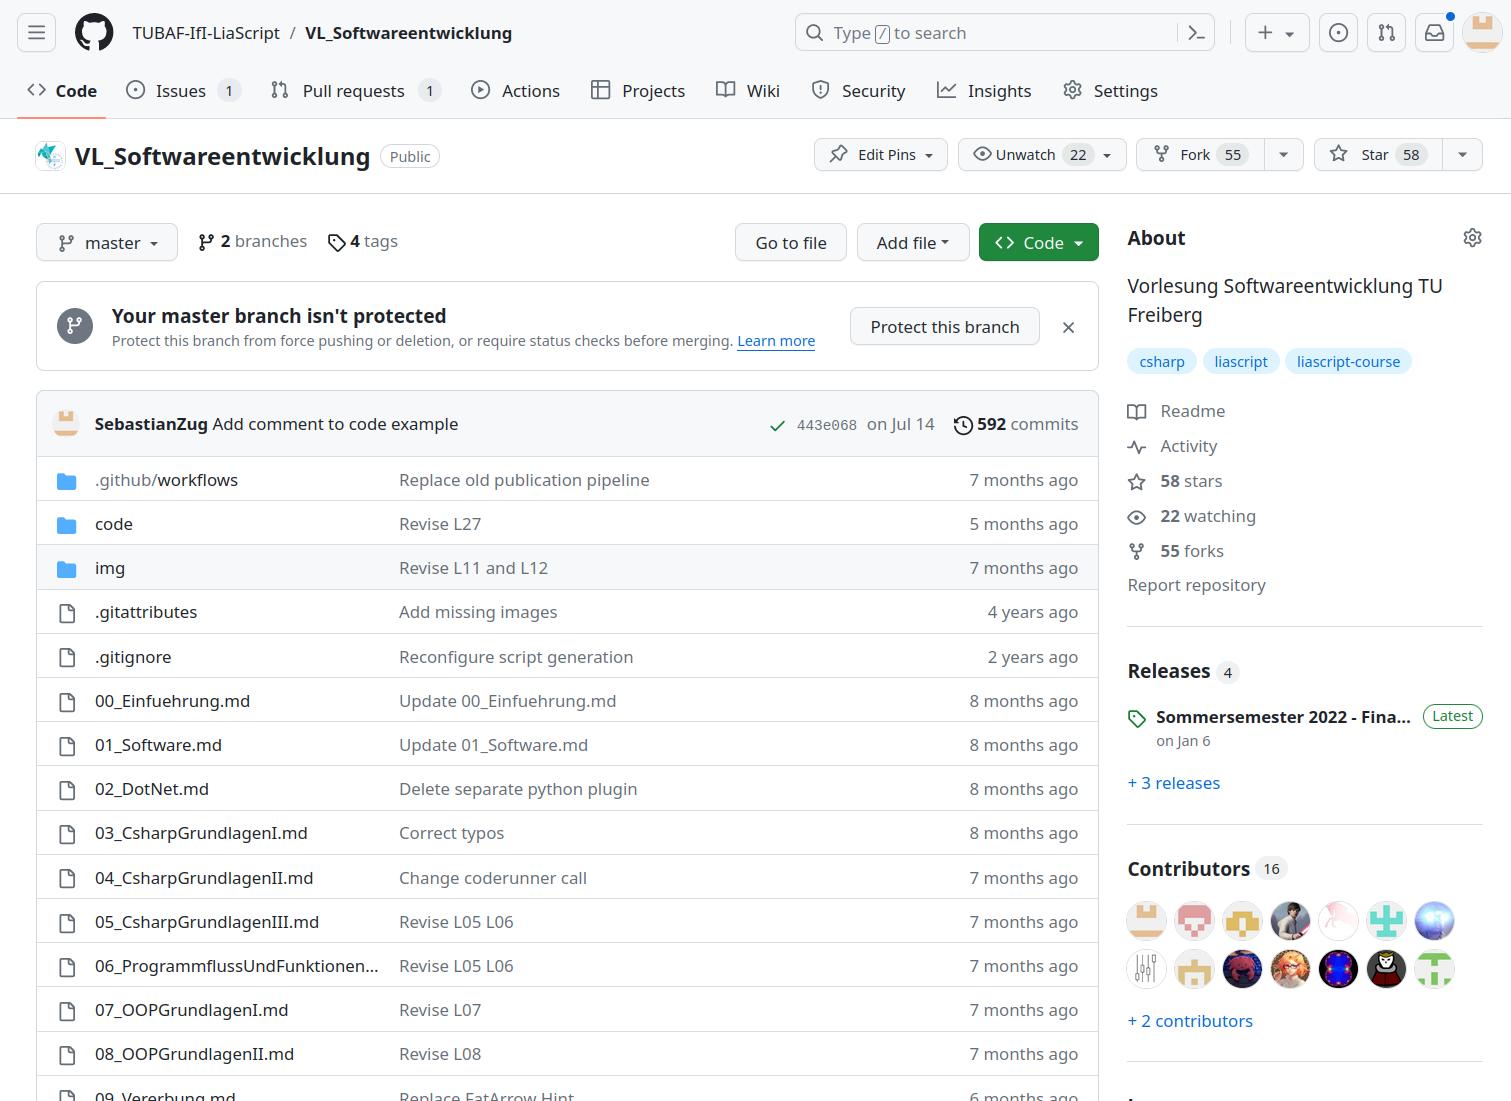 TUBAF-IfI-LiaScript / VL_Softwareentwicklung
Type / to search
Code
Issues 1
Pull requests 1
Actions
Projects
Wiki
Security
Insights
Settings
VL_Softwareentwicklung Public
Edit Pins
Unwatch 22
Fork 55
Star 58
master
2 branches
4 tags
Go to file
Add file
Code
Your master branch isn't protected
Protect this branch from force pushing or deletion, or require status checks before merging. Learn more
Protect this branch
SebastianZug Add comment to code example 443e068 on Jul 14 592 commits
.github/workflows Replace old publication pipeline 7 months ago
code Revise L27 5 months ago
img Revise L11 and L12 7 months ago
.gitattributes Add missing images 4 years ago
.gitignore Reconfigure script generation 2 years ago
00_Einfuehrung.md Update 00_Einfuehrung.md 8 months ago
01_Software.md Update 01_Software.md 8 months ago
02_DotNet.md Delete separate python plugin 8 months ago
03_CsharpGrundlagenI.md Correct typos 8 months ago
04_CsharpGrundlagenII.md Change coderunner call 7 months ago
05_CsharpGrundlagenIII.md Revise L05 L06 7 months ago
06_ProgrammflussUndFunktionen... Revise L05 L06 7 months ago
07_OOPGrundlagenI.md Revise L07 7 months ago
08_OOPGrundlagenII.md Revise L08 7 months ago
09_Vererbung.md Replace FatArrow Hint 6 months ago
About
Vorlesung Softwareentwicklung TU
Freiberg
csharp liascript liascript-course
Readme
Activity
58 stars
22 watching
55 forks
Report repository
Releases 4
Sommersemester 2022 - Fina... Latest
on Jan 6
+ 3 releases
Contributors 16
+ 2 contributors